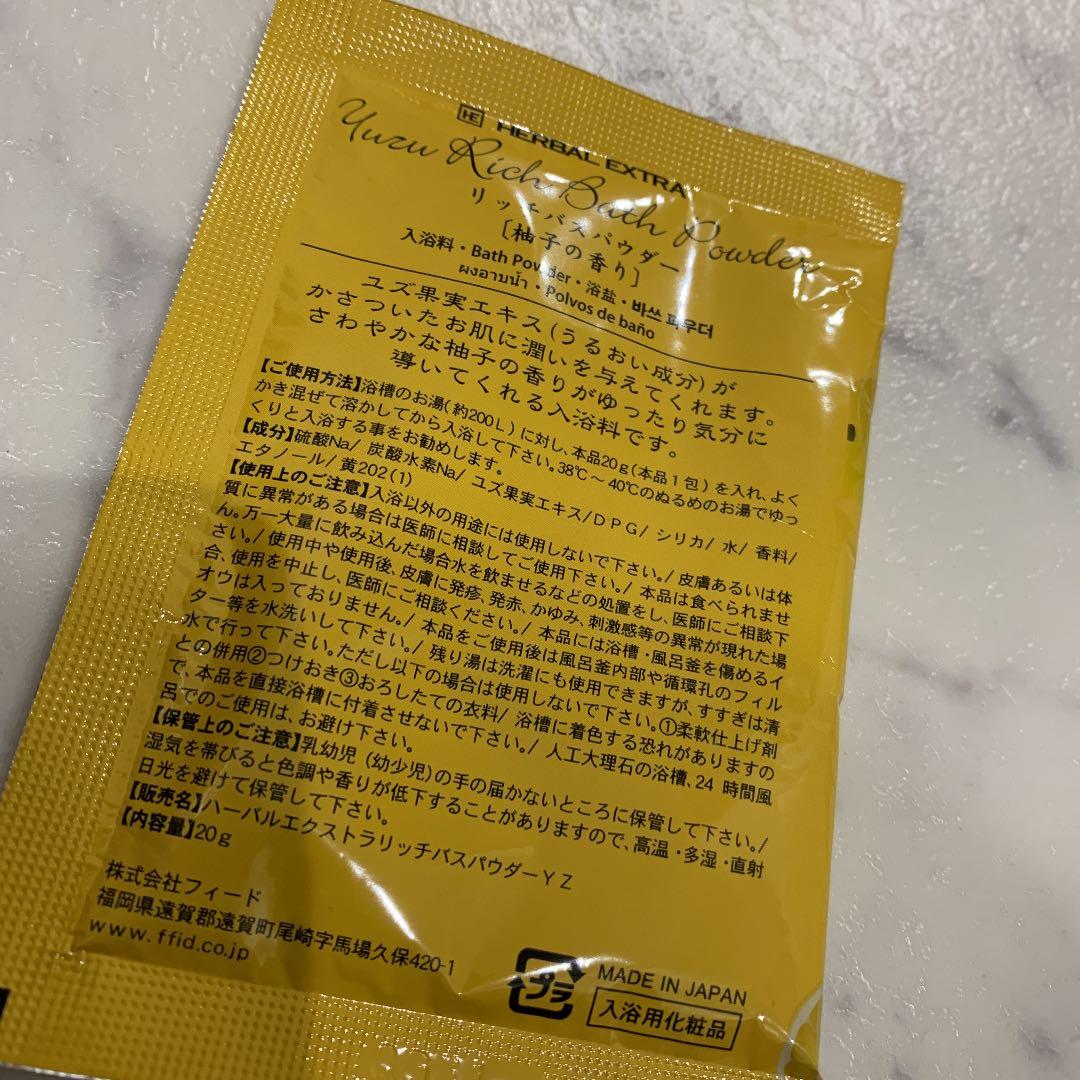 HE HERBAL EXTRA
Yuzu Rich Bath Powder
リッチバスパウダー
[柚子の香り]
入浴料・Bath Powder・浴盐・바쓰 파우더
ผงอาบน้ำ・Polvos de baño
ユズ果実エキス(うるおい成分)が
かさついたお肌に潤いを与えてくれます。
さわやかな柚子の香りがゆったり気分に
導いてくれる入浴料です。
【ご使用方法】浴槽のお湯(約200L)に対し、本品20g(本品1包)を入れ、よく
かき混ぜて溶かしてから入浴して下さい。38℃～40℃のぬるめのお湯でゆっ
くりと入浴する事をお勧めします。
【成分】硫酸Na/ 炭酸水素Na/ ユズ果実エキス/DPG/ シリカ/ 水/ 香料/
エタノール/ 黄202(1)
【使用上のご注意】入浴以外の用途には使用しないで下さい。/ 皮膚あるいは体
質に異常がある場合は医師に相談してご使用下さい。/ 本品は食べられませ
ん。万一大量に飲み込んだ場合水を飲ませるなどの処置をし、医師にご相談下
さい。/ 使用中や使用後、皮膚に発疹、発赤、かゆみ、刺激感等の異常が現れた場
合、使用を中止し、医師にご相談ください。/ 本品には浴槽・風呂釜を傷めるイ
オウは入っておりません。/ 本品をご使用後は風呂釜内部や循環孔のフィル
ター等を水洗いして下さい。/ 残り湯は洗濯にも使用できますが、すすぎは清
水で行って下さい。ただし以下の場合は使用しないで下さい。①柔軟仕上げ剤
との併用②つけおき③おろしたての衣料/ 浴槽に着色する恐れがありますの
で、本品を直接浴槽に付着させないで下さい。/ 人工大理石の浴槽、24 時間風
呂でのご使用は、お避け下さい。
【保管上のご注意】乳幼児(幼少児)の手の届かないところに保管して下さい。/
湿気を帯びると色調や香りが低下することがありますので、高温・多湿・直射
日光を避けて保管して下さい。
【販売名】ハーバルエクストラリッチバスパウダーYZ
【内容量】20g
株式会社フィード
福岡県遠賀郡遠賀町尾崎字馬場久保420-1
www.ffid.co.jp
プラ
MADE IN JAPAN
入浴用化粧品